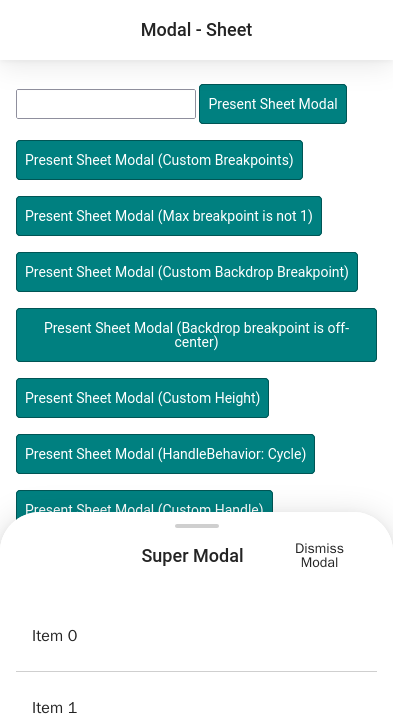 Modal - Sheet
Present Sheet Modal
Present Sheet Modal (Custom Breakpoints)
Present Sheet Modal (Max breakpoint is not 1)
Present Sheet Modal (Custom Backdrop Breakpoint)
Present Sheet Modal (Backdrop breakpoint is off-
center)
Present Sheet Modal (Custom Height)
Present Sheet Modal (HandleBehavior: Cycle)
Present Sheet Modal (Custom Handle)
Super Modal
Dismiss
Modal
Item 0
Item 1